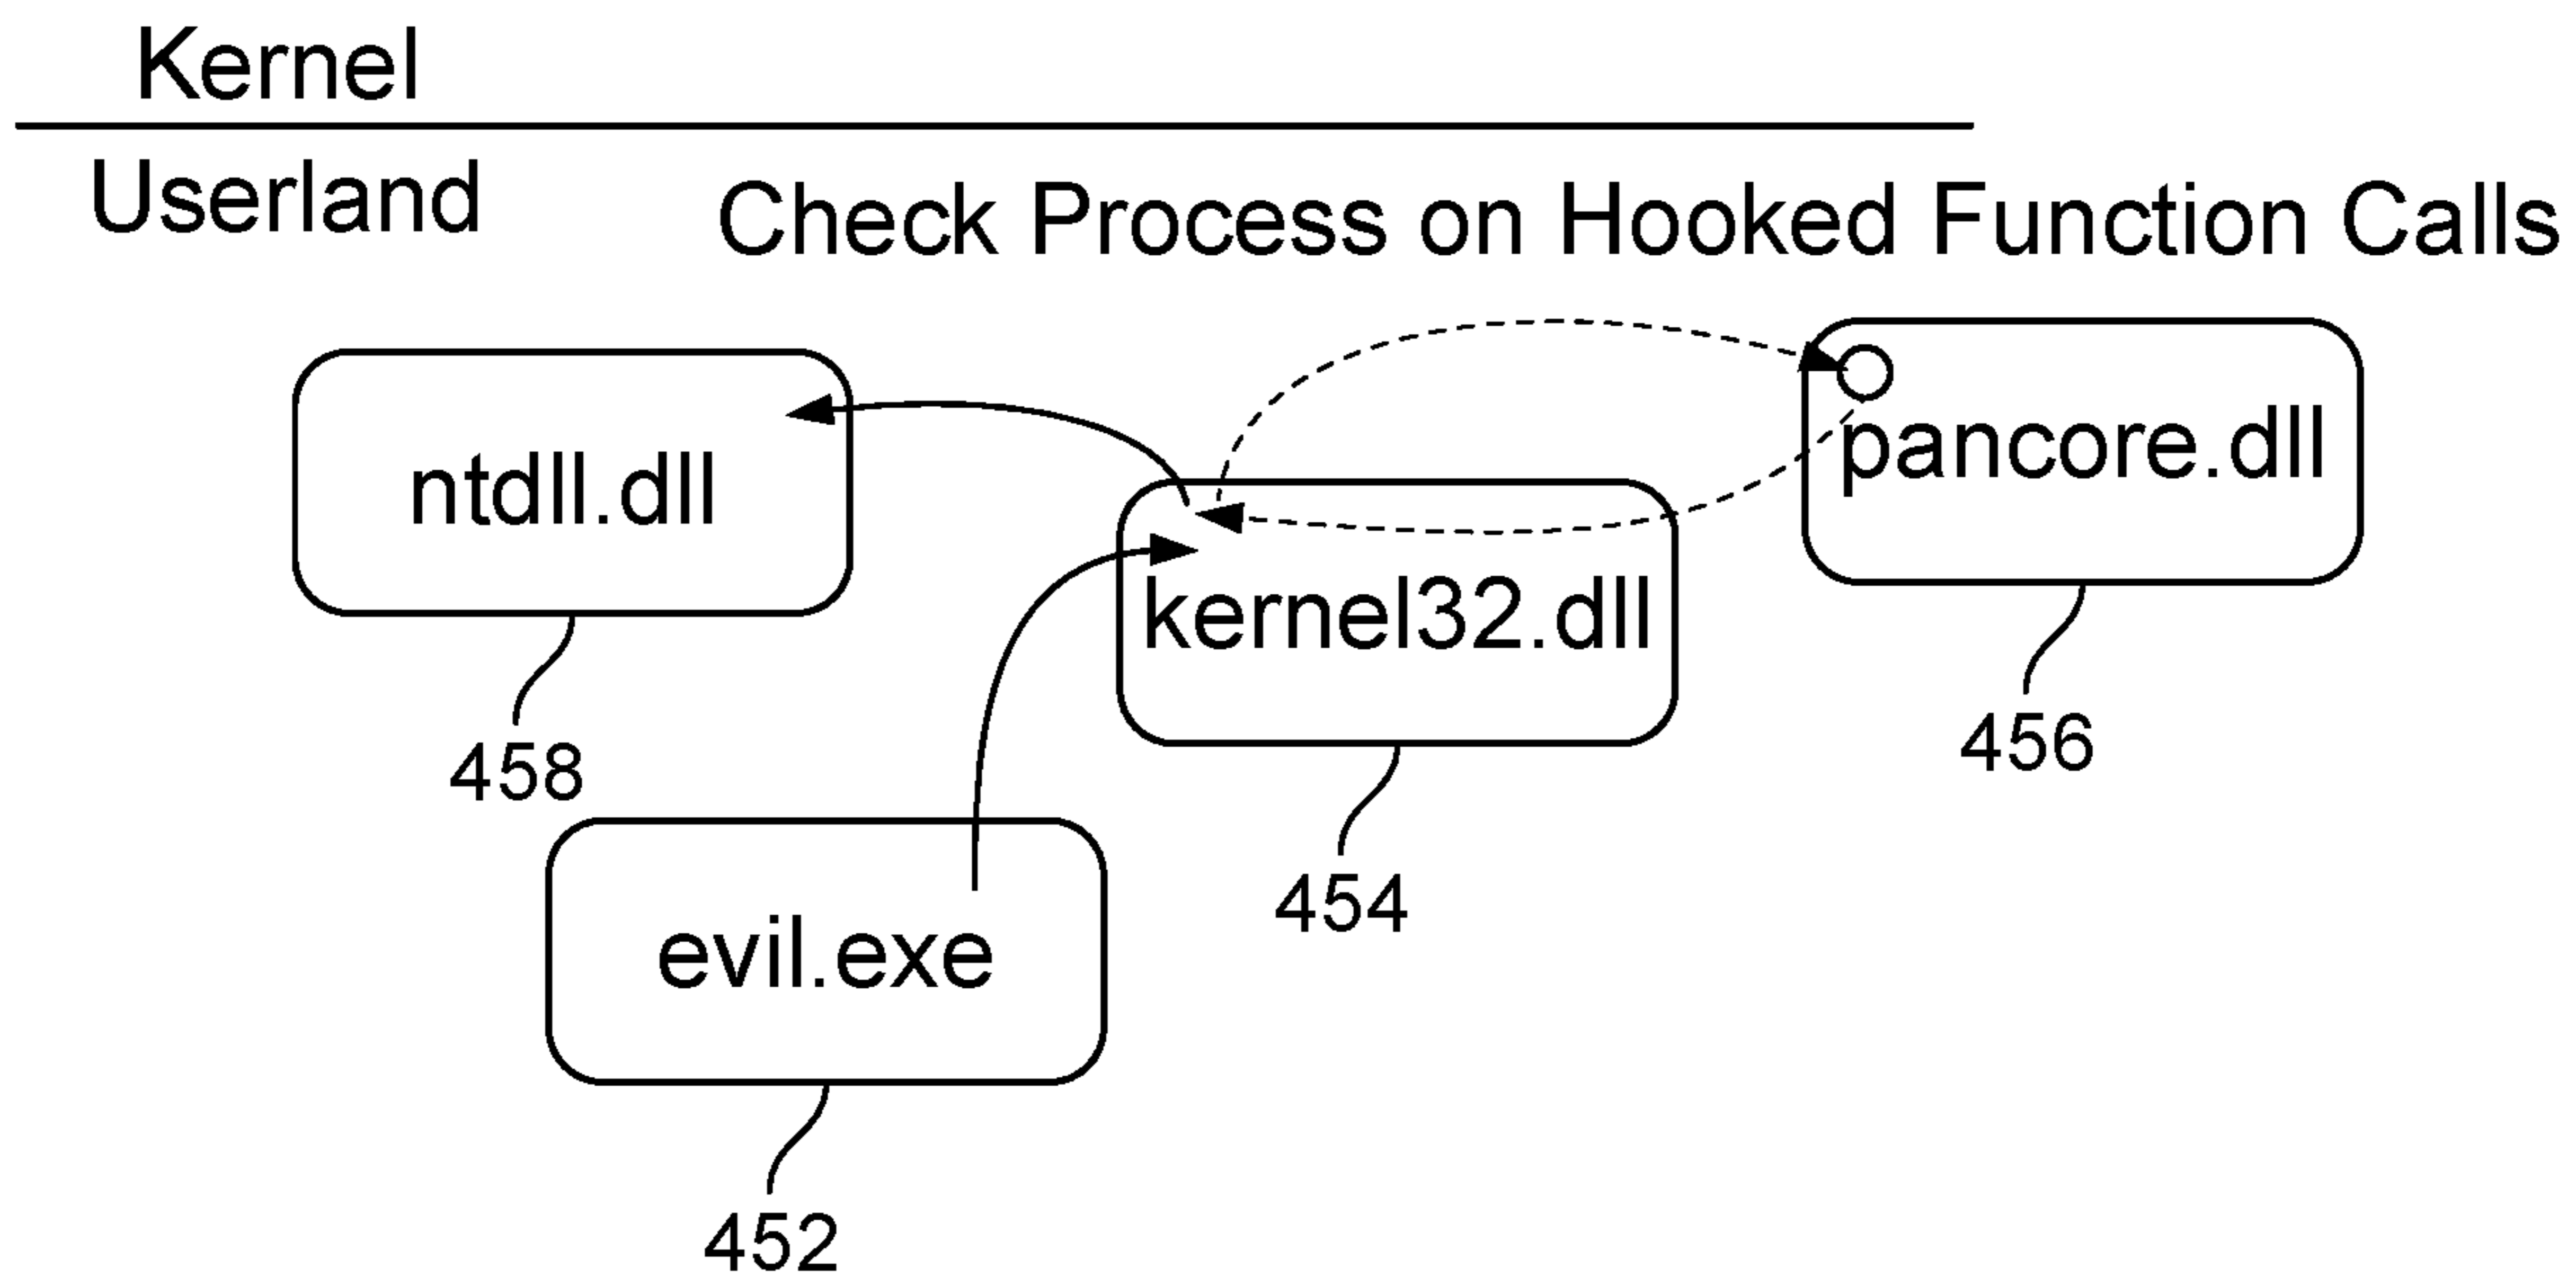 Kernel
Userland
Check Process on Hooked Function Calls
ntdll.dll
pancore.dll
kernel32.dll
458
456
evil.exe
454
452